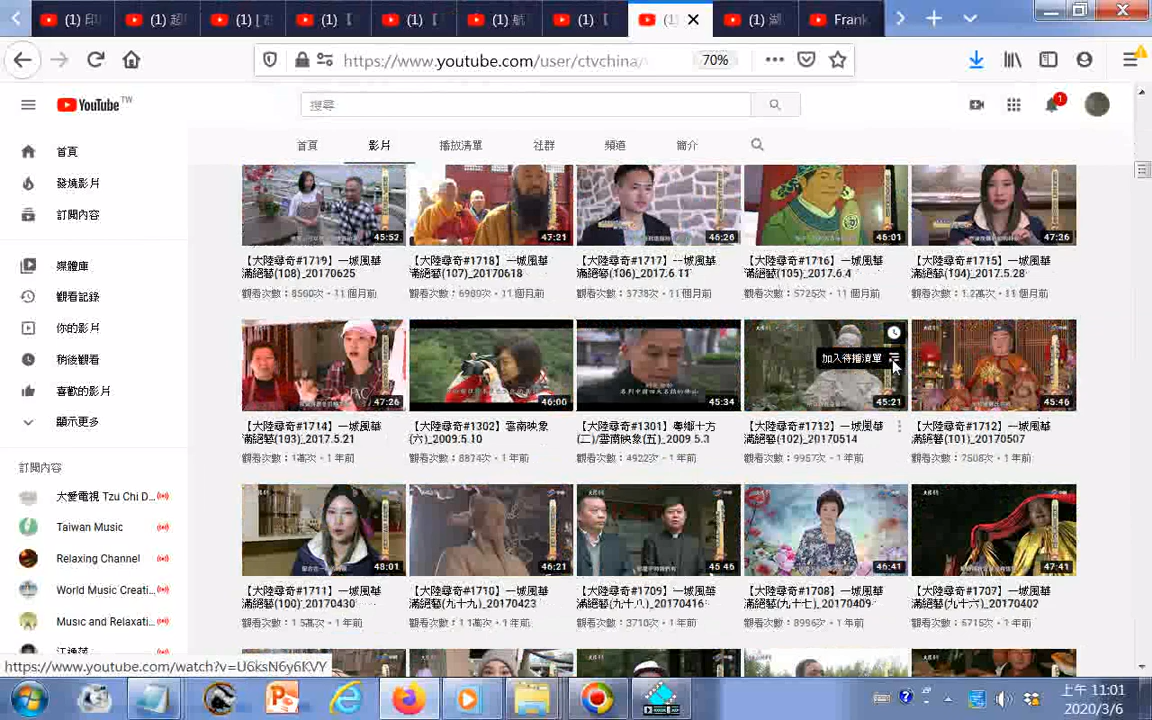 (1) 印
(1) 超
(1) [
(1) 【
(1) 【
(1) 航
(1) 【
(1)
(1) 湖
Frank
https://www.youtube.com/user/ctvchina/
70%
YouTube TW
搜尋
1
首頁
影片
播放清單
社群
頻道
簡介
首頁
發燒影片
訂閱內容
媒體庫
觀看記錄
你的影片
稍後觀看
喜歡的影片
顯示更多
訂閱內容
大愛電視 Tzu Chi D...
Taiwan Music
Relaxing Channel
World Music Creati...
Music and Relaxati...
45:52
47:21
46:26
46:01
47:26
【大陸尋奇#1719】一城風華
滿絕藝(108)_20170625
觀看次數：8500次・11 個月前
【大陸尋奇#1718】一城風華
滿絕藝(107)_20170618
觀看次數：6980次・11 個月前
【大陸尋奇#1717】一城風華
滿絕藝(106)_2017.6.11
觀看次數：3738次・11 個月前
【大陸尋奇#1716】一城風華
滿絕藝(105)_2017.6.4
觀看次數：5725次・11 個月前
【大陸尋奇#1715】一城風華
滿絕藝(104)_2017.5.28
觀看次數：1.2萬次・11 個月前
47:26
46:00
45:34
加入待播清單
45:21
45:46
【大陸尋奇#1714】一城風華
滿絕藝(103)_2017.5.21
觀看次數：1萬次・1 年前
【大陸尋奇#1302】雲南映象
(六)_2009.5.10
觀看次數：8874次・1 年前
【大陸尋奇#1301】粵鄉十方
(二)/雲南映象(五)_2009.5.3
觀看次數：4922次・1 年前
【大陸尋奇#1713】一城風華
滿絕藝(102)_20170514
觀看次數：9957次・1 年前
【大陸尋奇#1712】一城風華
滿絕藝(101)_20170507
觀看次數：7508次・1 年前
48:01
46:21
45:46
46:41
47:41
【大陸尋奇#1711】一城風華
滿絕藝(100)_20170430
觀看次數：1.5萬次・1 年前
【大陸尋奇#1710】一城風華
滿絕藝(九十九)_20170423
觀看次數：1.1萬次・1 年前
【大陸尋奇#1709】一城風華
滿絕藝(九十八)_20170416
觀看次數：3710次・1 年前
【大陸尋奇#1708】一城風華
滿絕藝(九十七)_20170409
觀看次數：8996次・1 年前
【大陸尋奇#1707】一城風華
滿絕藝(九十六)_20170402
觀看次數：5715次・1 年前
https://www.youtube.com/watch?v=U6ksN6y6KVY
上午 11:01
2020/3/6